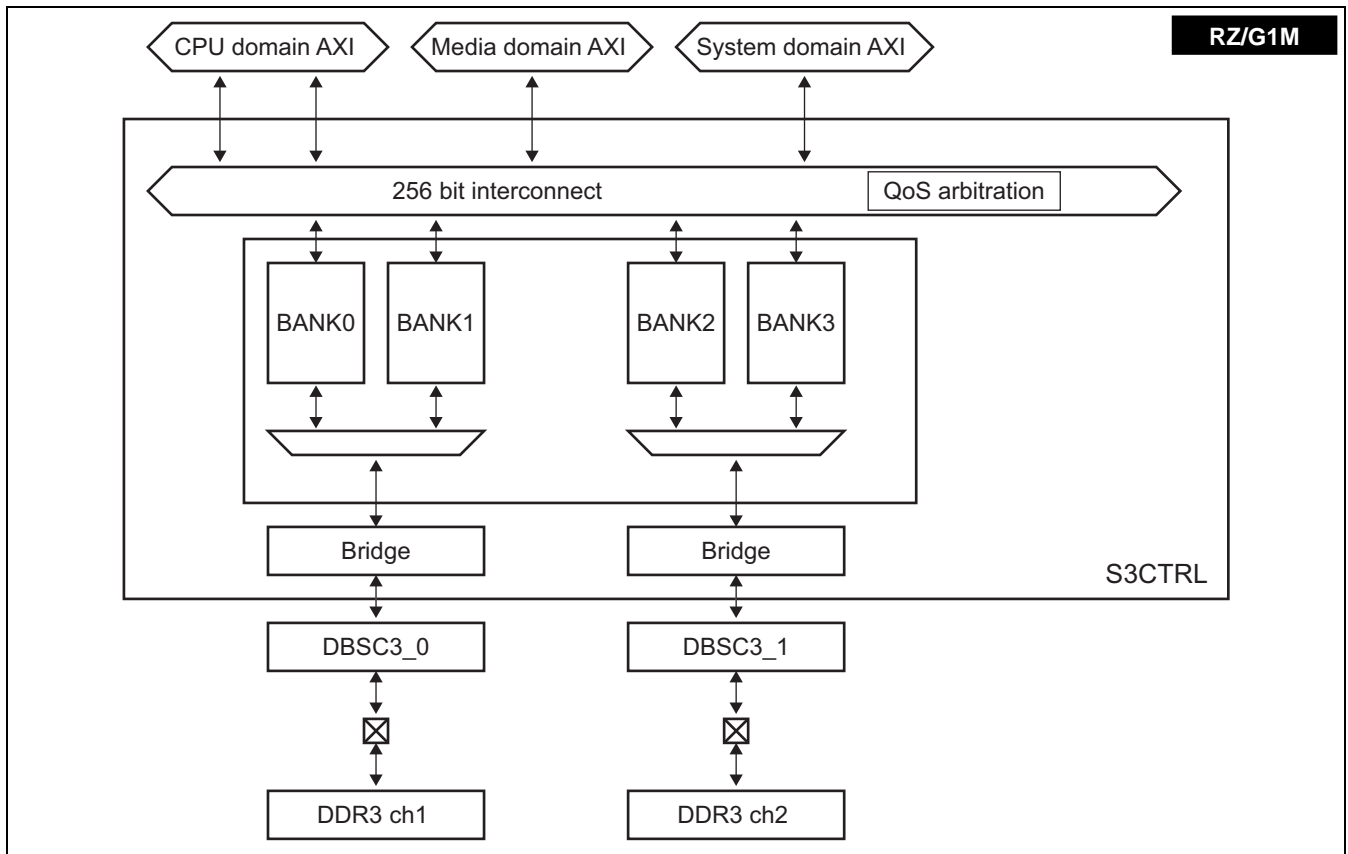 RZ/G1M
CPU domain AXI
Media domain AXI
System domain AXI
256 bit interconnect
QoS arbitration
BANK0
BANK1
BANK2
BANK3
Bridge
Bridge
S3CTRL
DBSC3_0
DBSC3_1
DDR3 ch1
DDR3 ch2